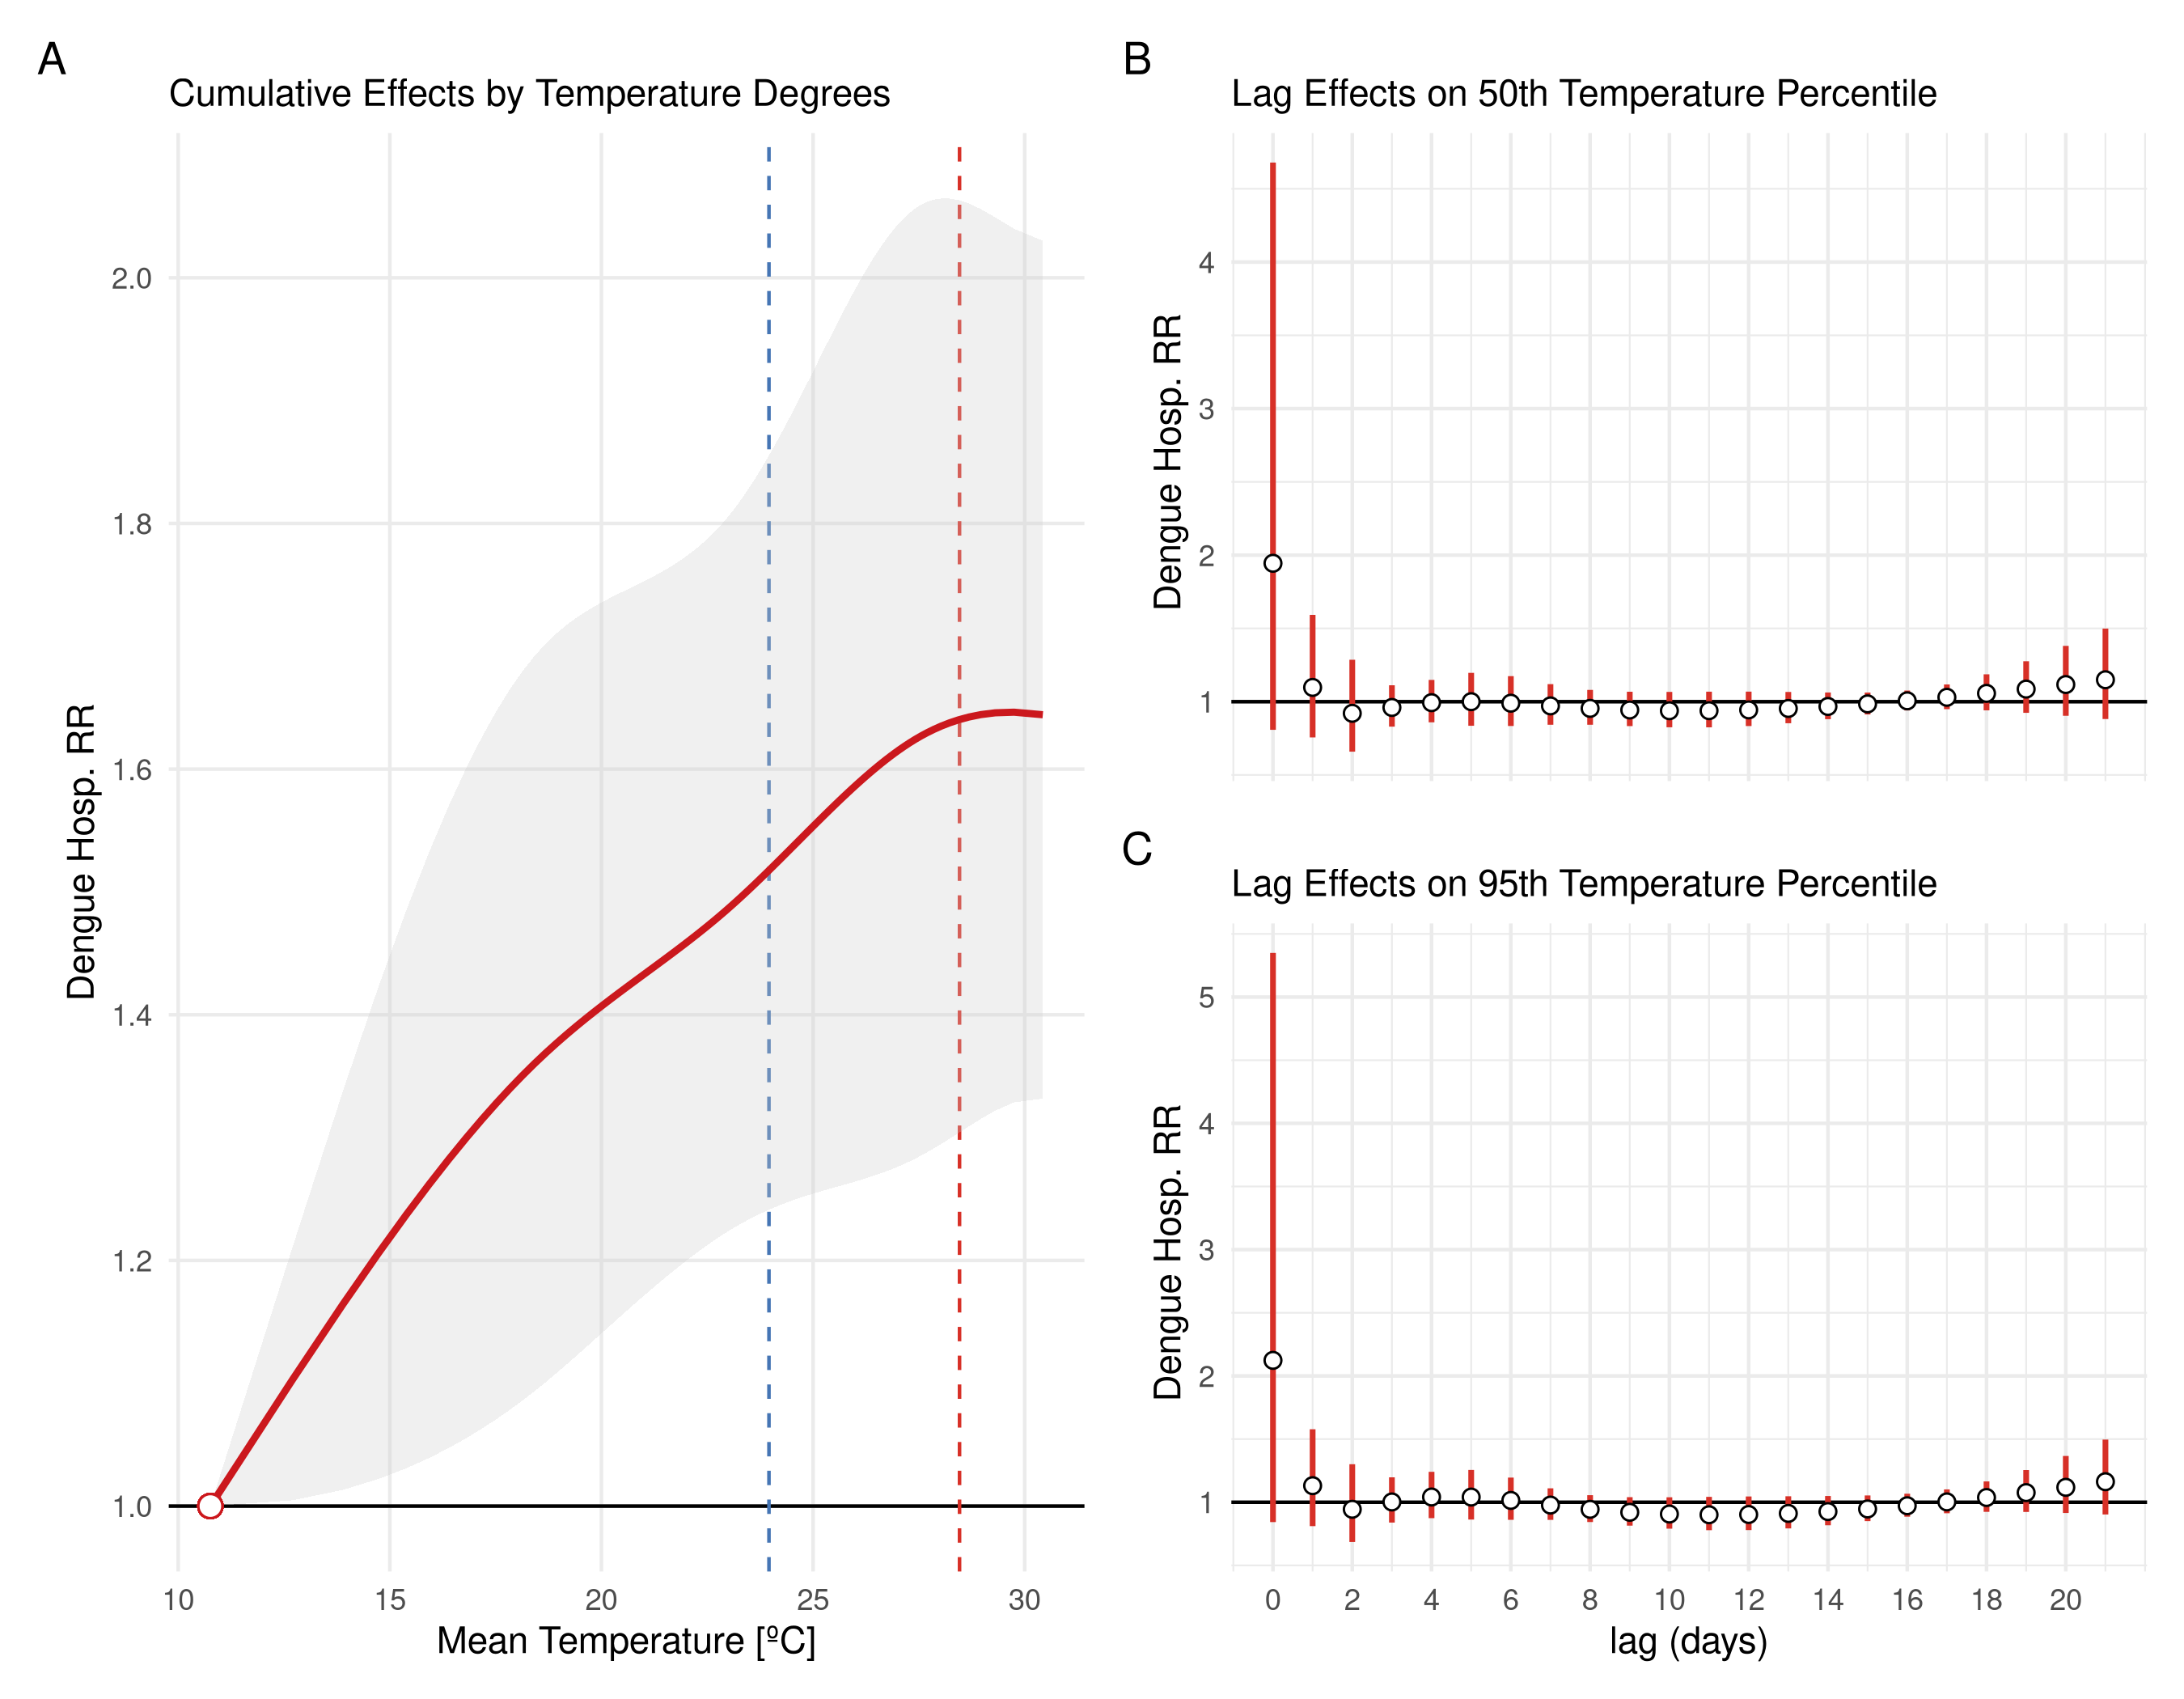 A
Cumulative Effects by Temperature Degrees
Dengue Hosp. RR
2.0
1.8
1.6
1.4
1.2
1.0
10 15 20 25 30
Mean Temperature [ºC]
B
Lag Effects on 50th Temperature Percentile
Dengue Hosp. RR
4
3
2
1
C
Lag Effects on 95th Temperature Percentile
Dengue Hosp. RR
5
4
3
2
1
0 2 4 6 8 10 12 14 16 18 20
lag (days)